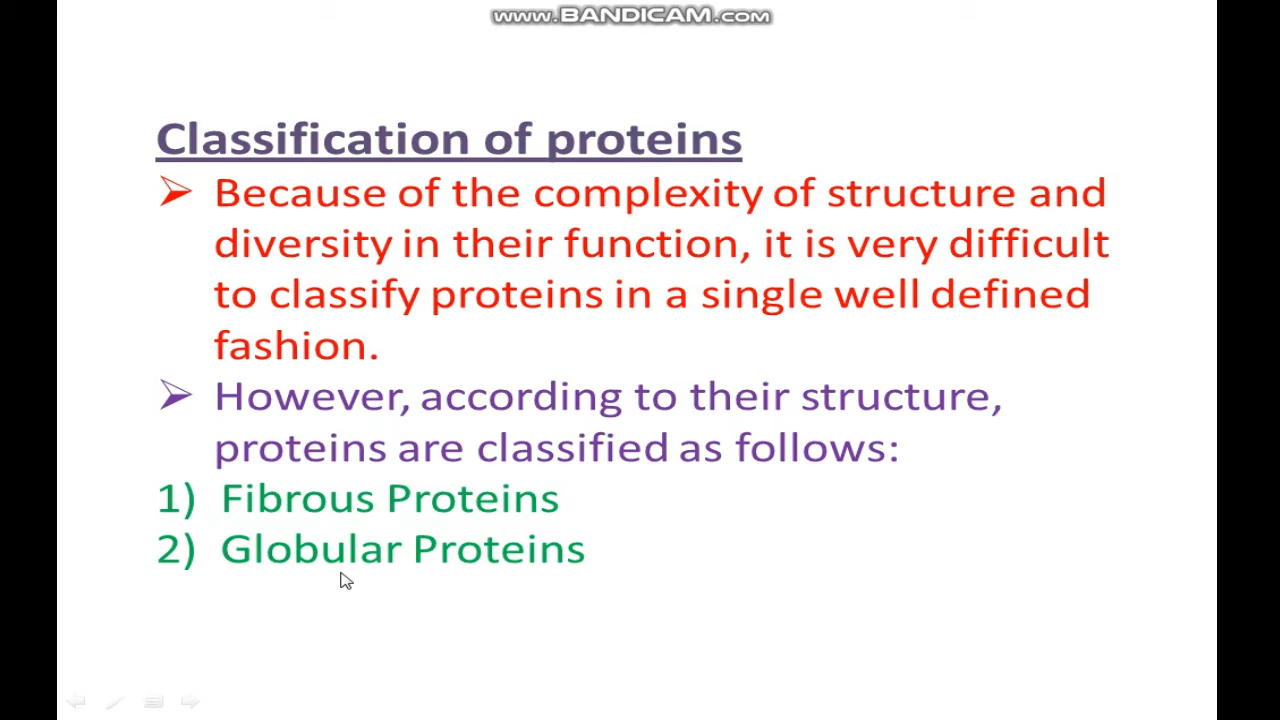 www.BANDICAM.com
Classification of proteins
➢ Because of the complexity of structure and
diversity in their function, it is very difficult
to classify proteins in a single well defined
fashion.
➢ However, according to their structure,
proteins are classified as follows:
1) Fibrous Proteins
2) Globular Proteins